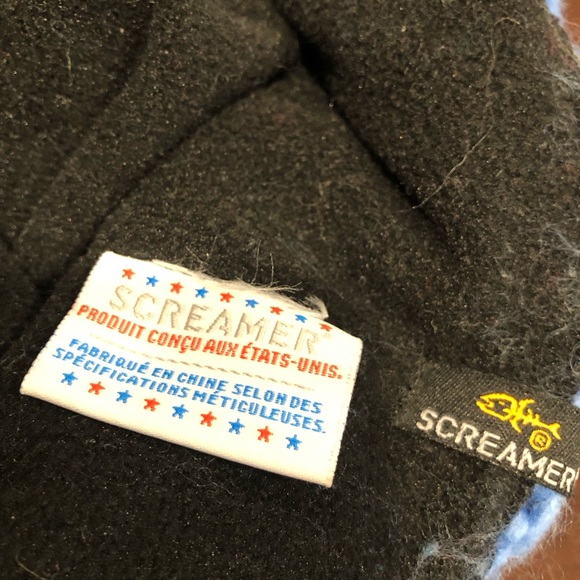 SCREAMER®
PRODUIT CONÇU AUX ÉTATS-UNIS.
FABRIQUÉ EN CHINE SELON DES
SPÉCIFICATIONS MÉTICULEUSES.
®
SCREAMER